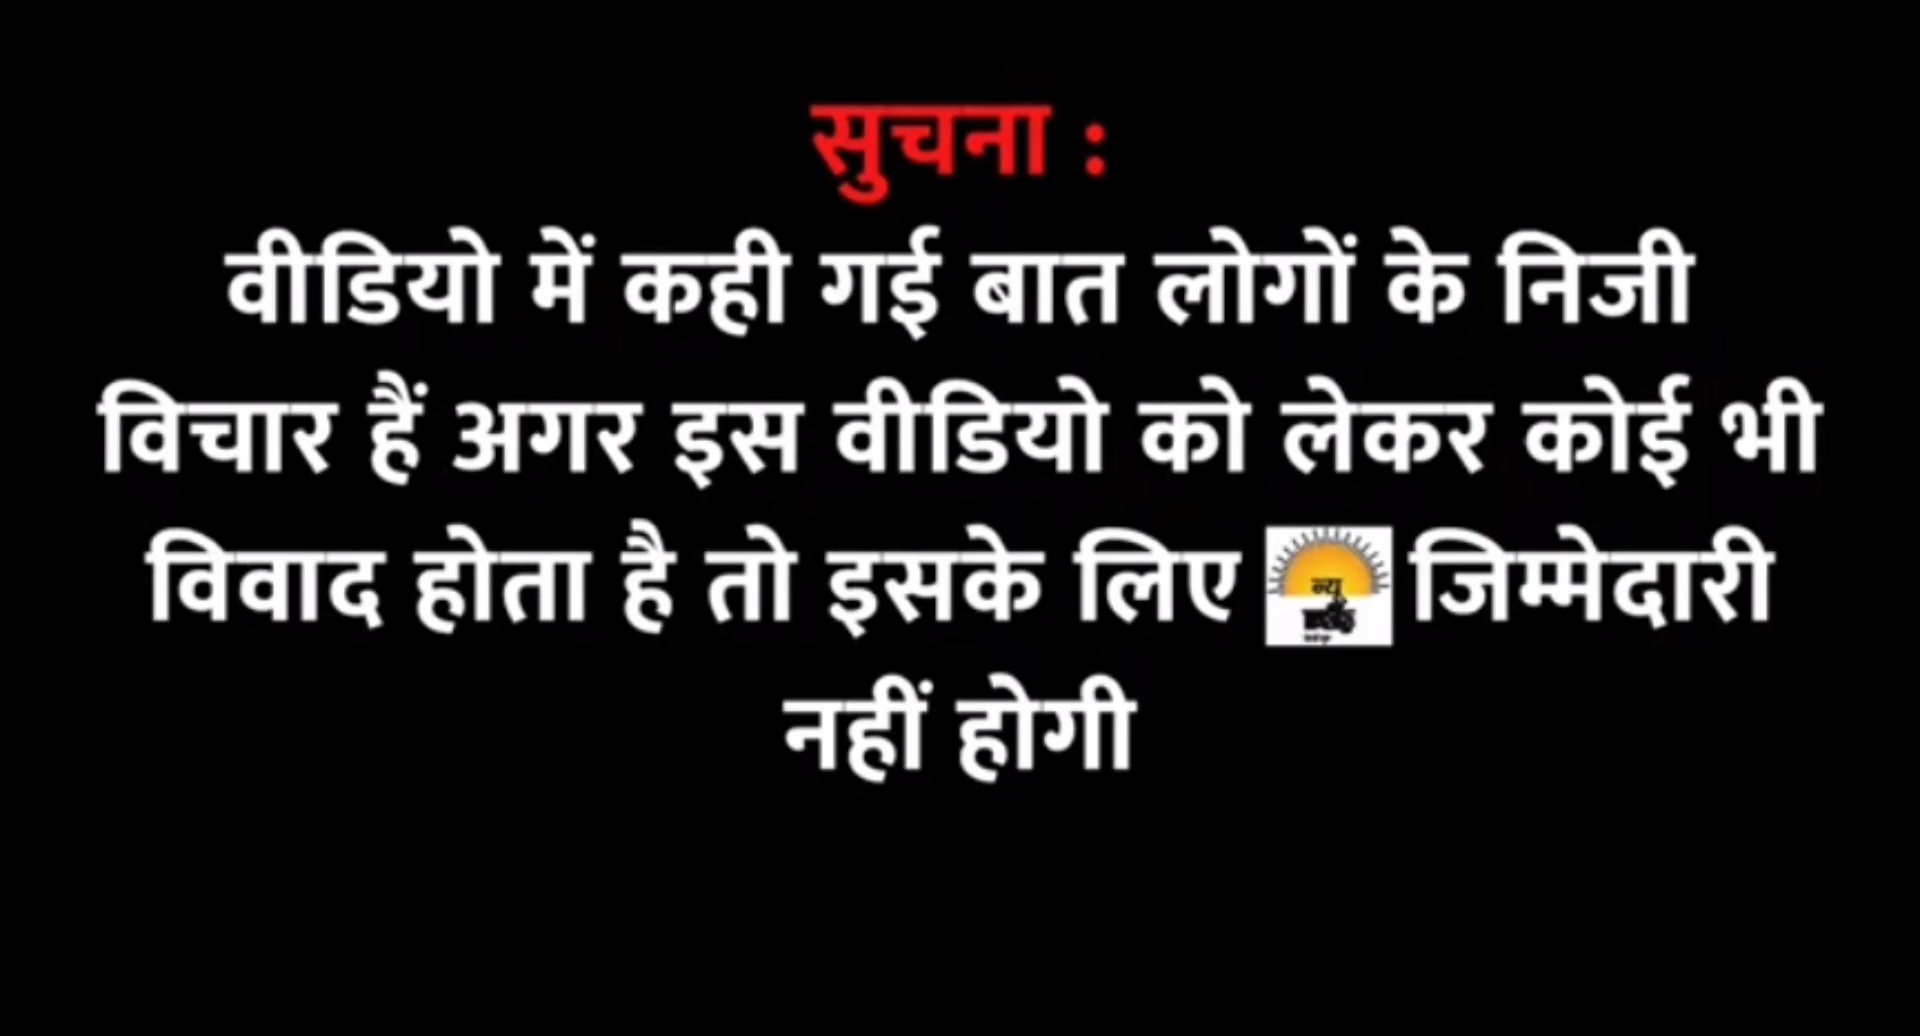 सुचना :
वीडियो में कही गई बात लोगों के निजी
विचार हैं अगर इस वीडियो को लेकर कोई भी
विवाद होता है तो इसके लिए न्यू जिम्मेदारी
नहीं होगी